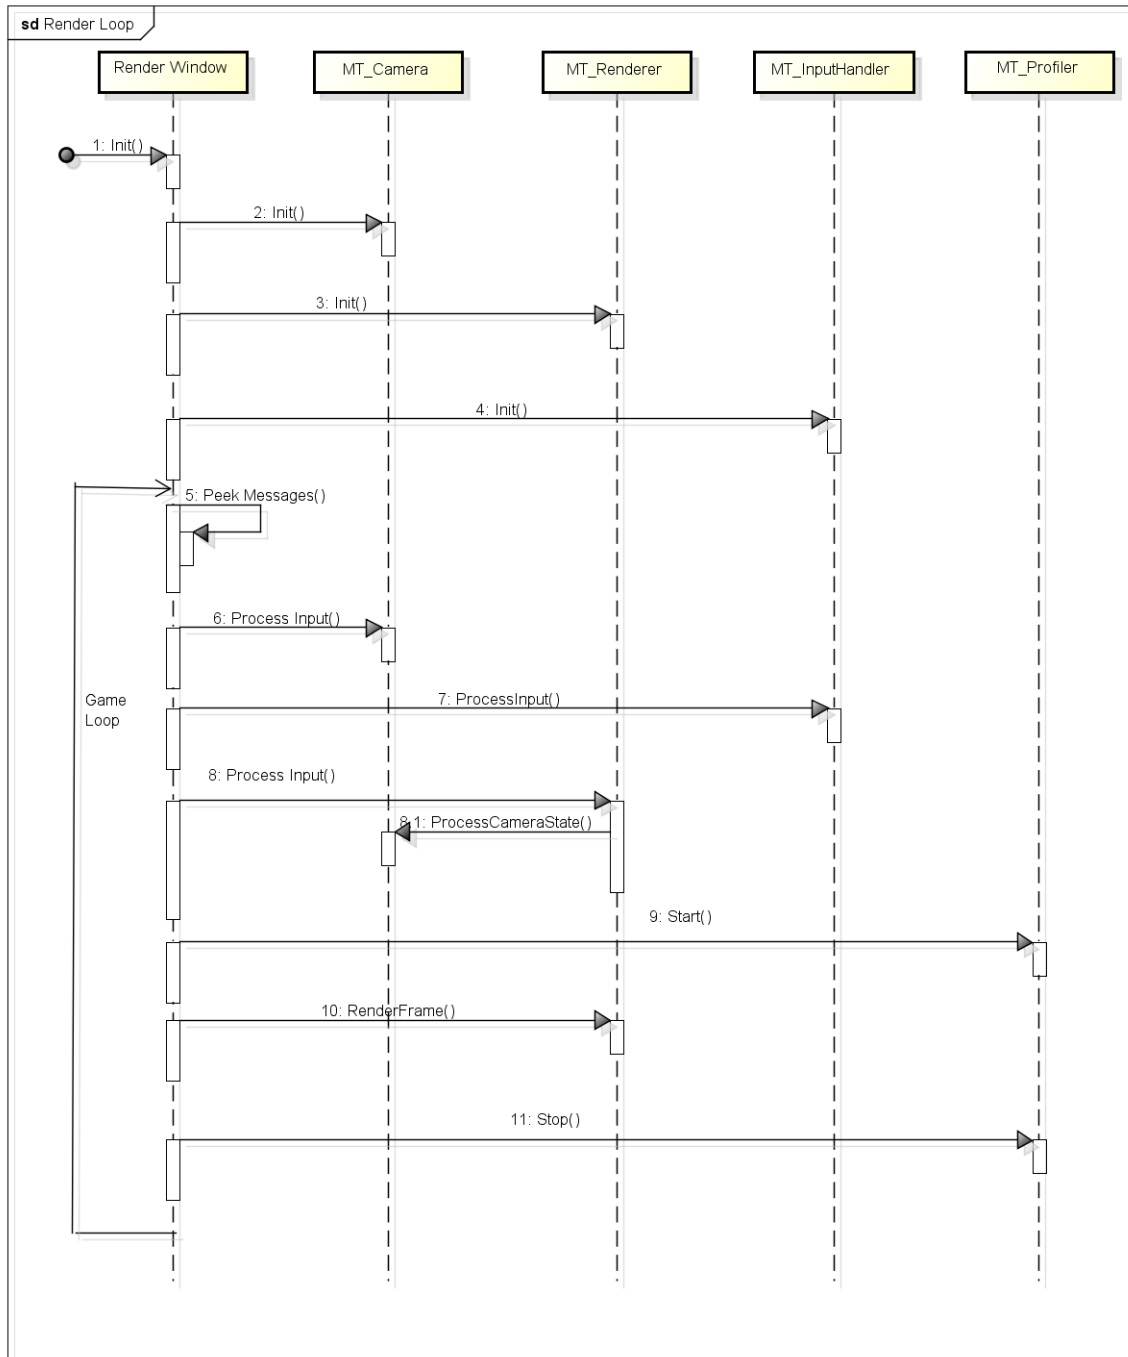 sd Render Loop
Render Window
MT_Camera
MT_Renderer
MT_InputHandler
MT_Profiler
1: Init()
2: Init()
3: Init()
4: Init()
5: Peek Messages()
6: Process Input()
Game
Loop
7: ProcessInput()
8: Process Input()
8.1: ProcessCameraState()
9: Start()
10: RenderFrame()
11: Stop()